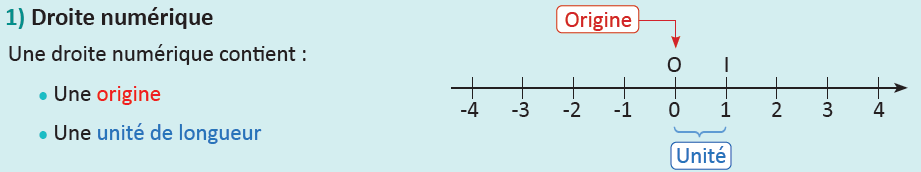 1) Droite numérique
Une droite numérique contient :
• Une origine
• Une unité de longueur
Origine
O I
-4 -3 -2 -1 0 1 2 3 4
Unité